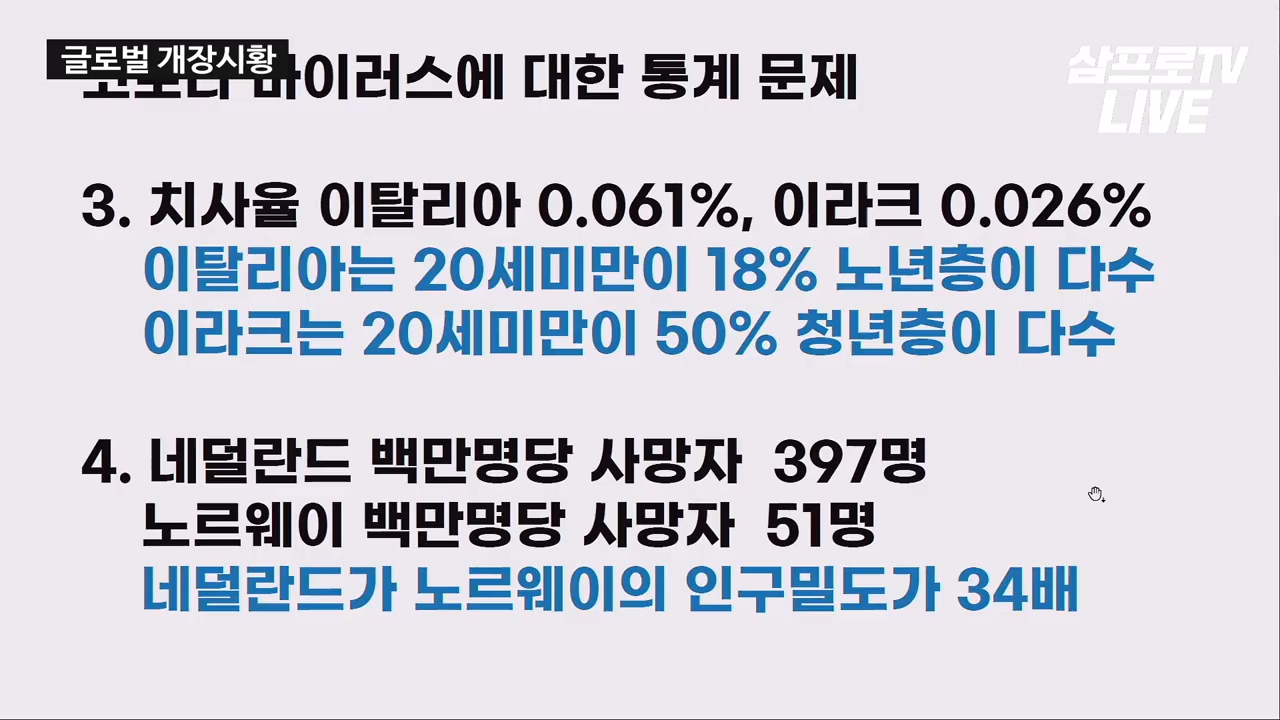 글로벌 개장시황
바이러스에 대한 통계 문제
삼프로TV
LIVE
3. 치사율 이탈리아 0.061%, 이라크 0.026%
이탈리아는 20세미만이 18% 노년층이 다수
이라크는 20세미만이 50% 청년층이 다수
4. 네덜란드 백만명당 사망자 397명
노르웨이 백만명당 사망자 51명
네덜란드가 노르웨이의 인구밀도가 34배